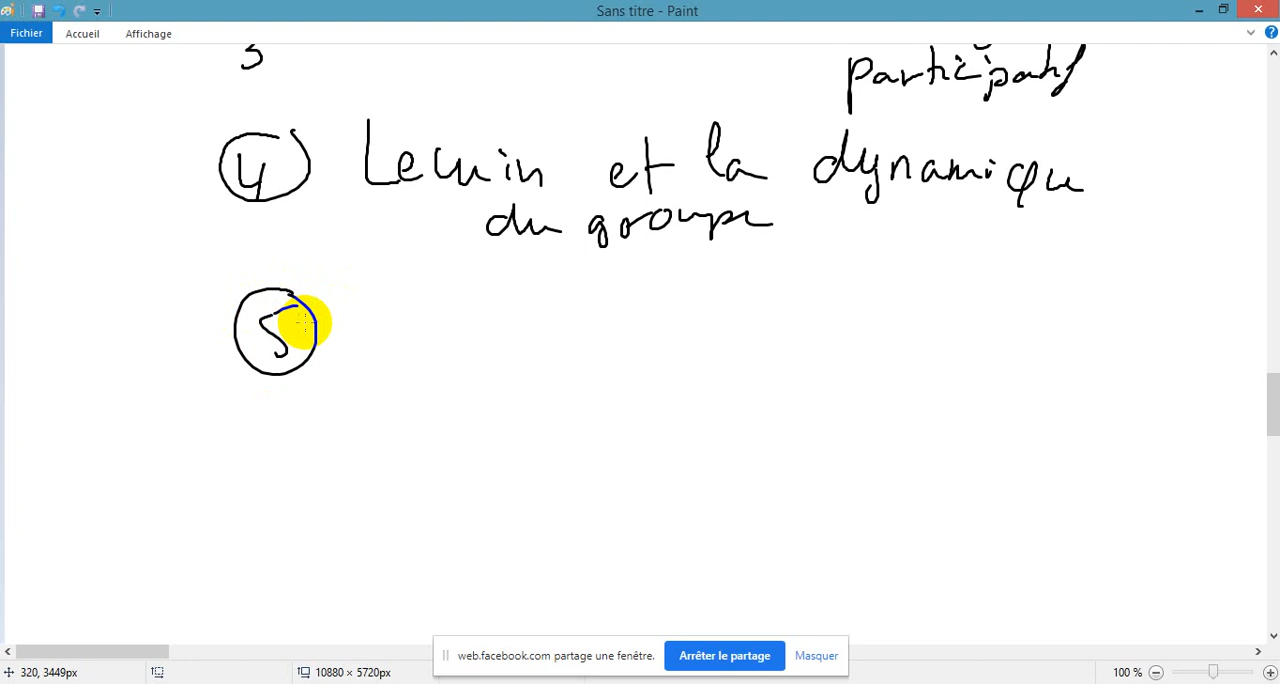 Sans titre - Paint
Fichier Accueil Affichage
3
participatif
4 Lewin et la dynamique
du groupe
5
web.facebook.com partage une fenêtre. Arrêter le partage Masquer
320, 3449px 10880 × 5720px 100 %